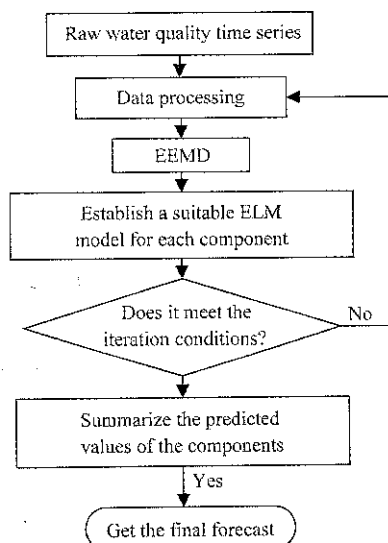 Raw water quality time series
Data processing
EEMD
Establish a suitable ELM
model for each component
Does it meet the
iteration conditions?
No
Summarize the predicted
values of the components
Yes
Get the final forecast